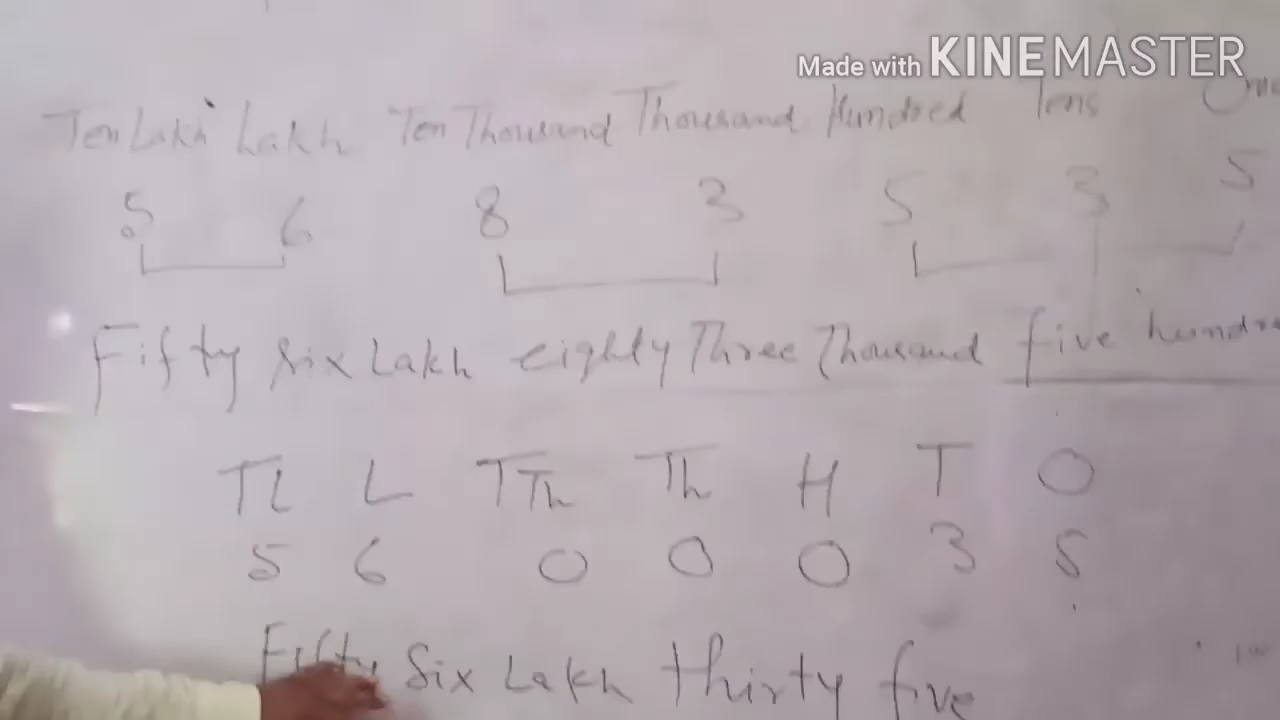 Made with KINEMASTER
Ten Lakh Lakh Ten Thousand Thousand Hundred Tens
5 6 8 3 5 3 5
Fifty six Lakh eighty Three Thousand five
TL L TTh Th H T O
5 6 0 0 0 3 5
Fifty Six Lakh thirty five